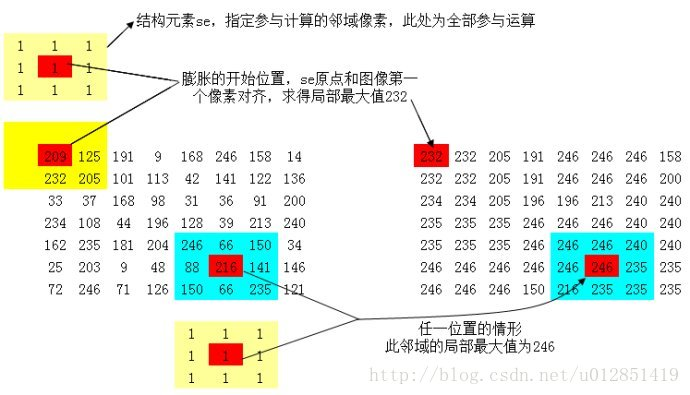 结构元素se，指定参与计算的邻域像素，此处为全部参与运算
1 1 1
1 1 1
1 1 1
膨胀的开始位置，se原点和图像第一
个像素对齐，求得局部最大值232
209 125 191 9 168 246 158 14
232 205 101 113 42 141 122 136
33 37 168 98 31 36 91 200
234 108 44 196 128 39 213 240
162 235 181 204 246 66 150 34
25 203 9 48 88 216 141 146
72 246 71 126 150 66 235 121
232 232 205 191 246 246 246 158
232 232 205 191 246 246 246 200
234 234 205 196 196 213 240 240
235 235 235 246 246 246 240 240
235 235 235 246 246 246 240 240
246 246 246 246 246 246 235 235
246 246 246 150 216 235 235 235
1 1 1
1 1 1
1 1 1
任一位置的情形
此邻域的局部最大值为246
http://blog.csdn.net/u012851419